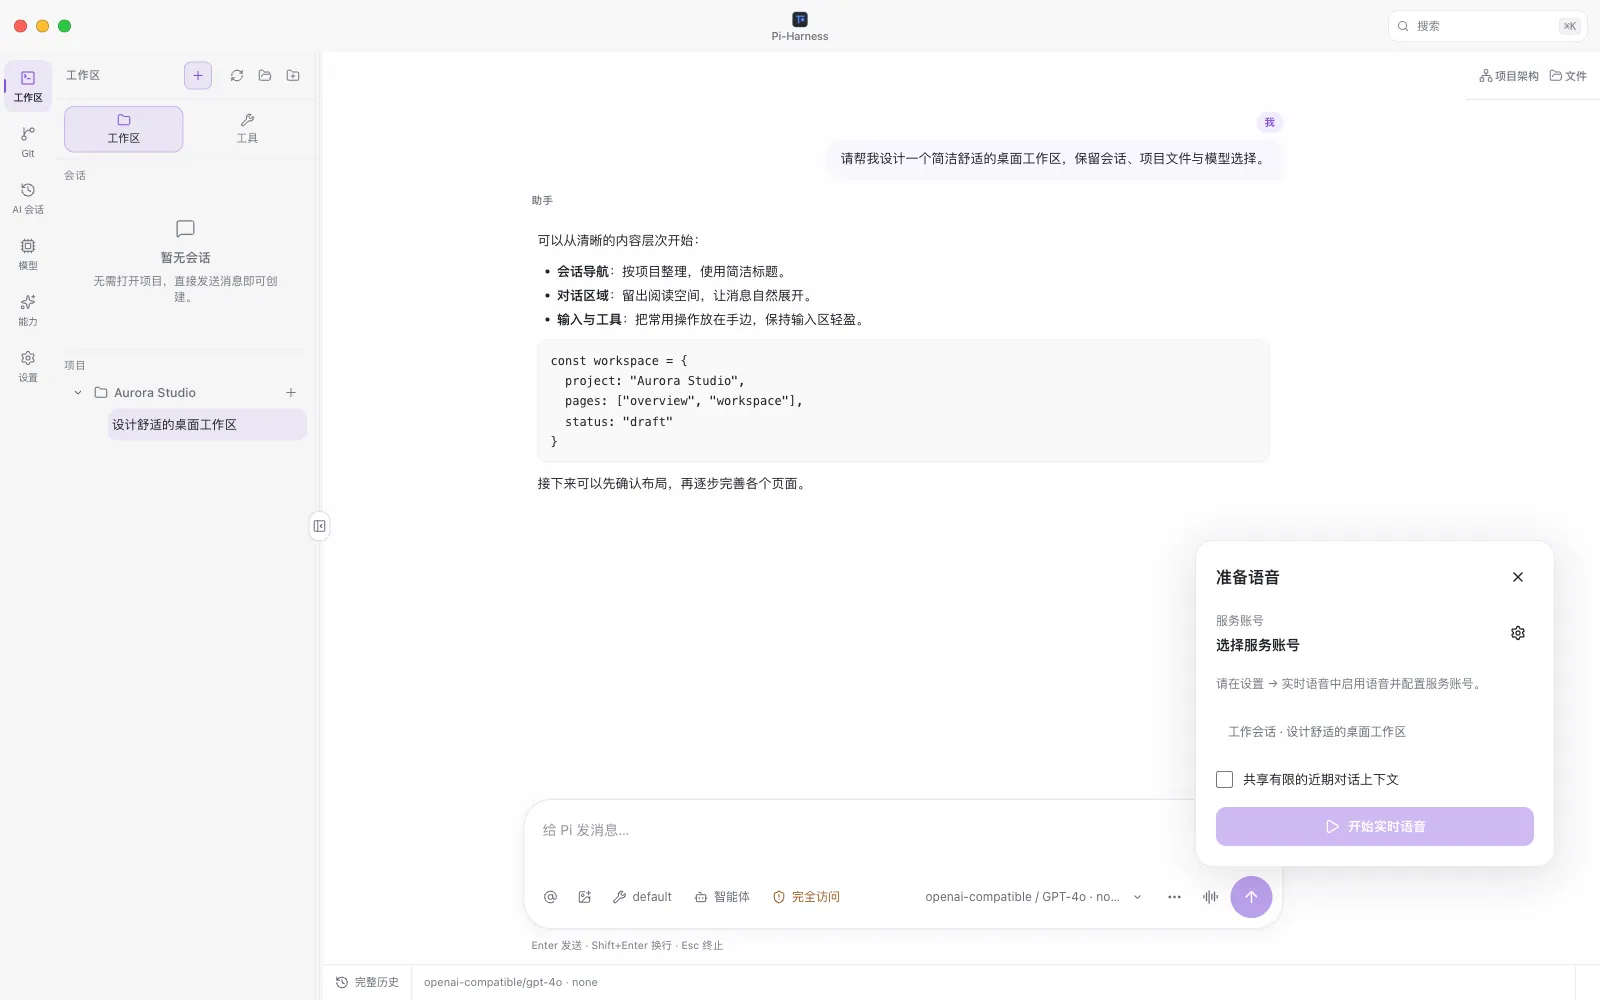 Pi-Harness
搜索
⌘K
工作区
Git
AI 会话
模型
能力
设置
工作区
工作区
工具
会话
暂无会话
无需打开项目，直接发送消息即可创
建。
项目
Aurora Studio
设计舒适的桌面工作区
项目架构
文件
我
请帮我设计一个简洁舒适的桌面工作区，保留会话、项目文件与模型选择。
助手
可以从清晰的内容层次开始：
• 会话导航：按项目整理，使用简洁标题。
• 对话区域：留出阅读空间，让消息自然展开。
• 输入与工具：把常用操作放在手边，保持输入区轻盈。
const workspace = {
  project: "Aurora Studio",
  pages: ["overview", "workspace"],
  status: "draft"
}
接下来可以先确认布局，再逐步完善各个页面。
准备语音
服务账号
选择服务账号
请在设置 → 实时语音中启用语音并配置服务账号。
工作会话 · 设计舒适的桌面工作区
共享有限的近期对话上下文
开始实时语音
给 Pi 发消息...
default
智能体
完全访问
openai-compatible / GPT-4o · no...
Enter 发送 · Shift+Enter 换行 · Esc 终止
完整历史
openai-compatible/gpt-4o · none